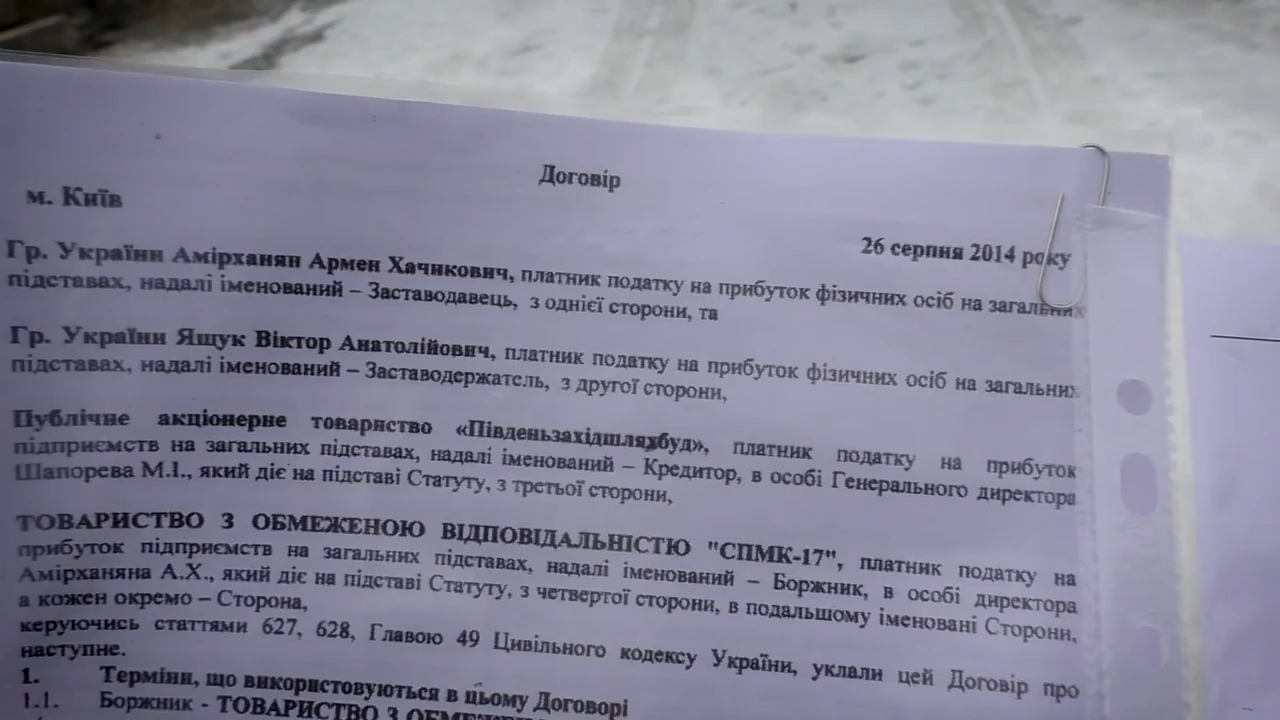 Договір
м. Київ
26 серпня 2014 року
Гр. України Амірханян Армен Хачикович, платник податку на прибуток фізичних осіб на загальних
підставах, надалі іменований – Заставодавець, з однієї сторони, та
Гр. України Ящук Віктор Анатолійович, платник податку на прибуток фізичних осіб на загальних
підставах, надалі іменований – Заставодержатель, з другої сторони,
Публічне акціонерне товариство «Південьзахідшляхбуд», платник податку на прибуток
підприємств на загальних підставах, надалі іменований – Кредитор, в особі Генерального директора
Шапорева М.І., який діє на підставі Статуту, з третьої сторони,
ТОВАРИСТВО З ОБМЕЖЕНОЮ ВІДПОВІДАЛЬНІСТЮ "СПМК-17", платник податку на
прибуток підприємств на загальних підставах, надалі іменований – Боржник, в особі директора
Амірханяна А.Х., який діє на підставі Статуту, з четвертої сторони, в подальшому іменовані Сторони,
а кожен окремо – Сторона,
керуючись статтями 627, 628, Главою 49 Цивільного кодексу України, уклали цей Договір про
наступне.
1. Терміни, що використовуються в цьому Договорі
1.1. Боржник - ТОВАРИСТВО З